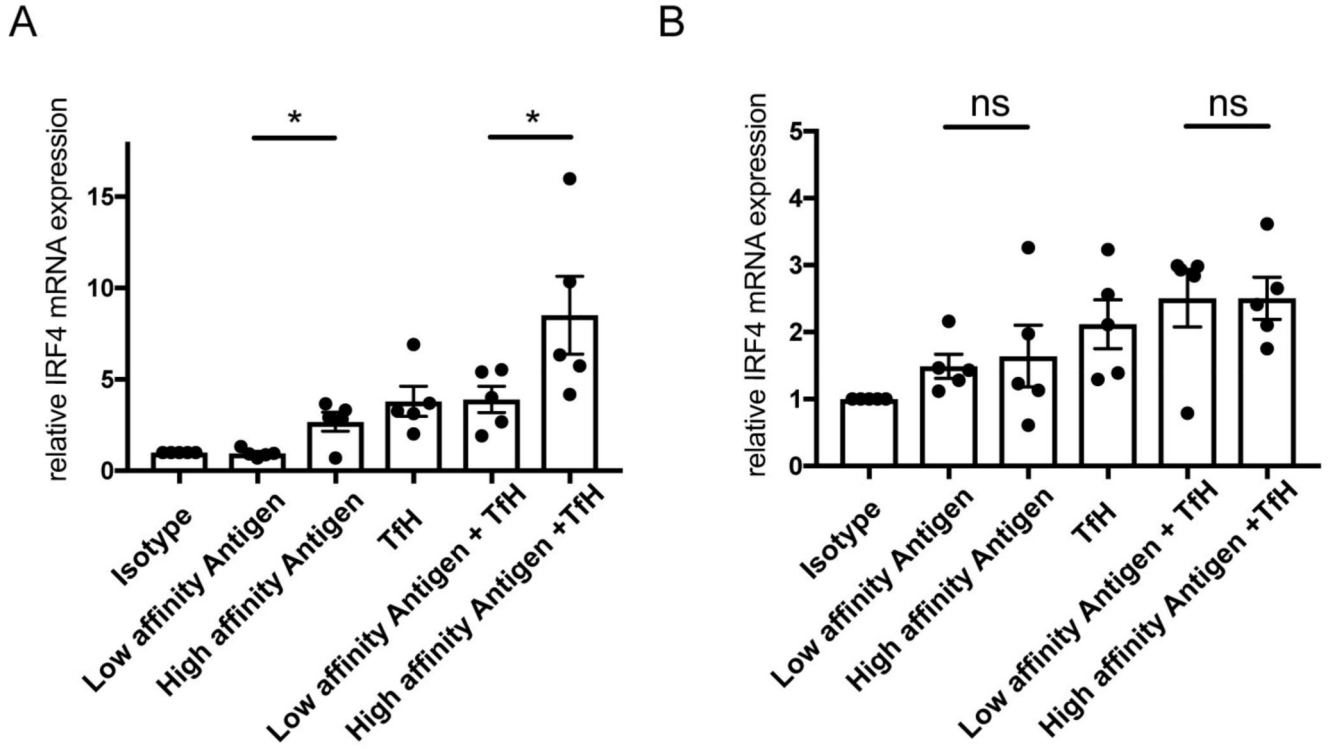 A
relative IRF4 mRNA expression
15
10
5
0
*
*
Isotype
Low affinity Antigen
High affinity Antigen
TfH
Low affinity Antigen + TfH
High affinity Antigen +TfH
B
relative IRF4 mRNA expression
5
4
3
2
1
0
ns
ns
Isotype
Low affinity Antigen
High affinity Antigen
TfH
Low affinity Antigen + TfH
High affinity Antigen +TfH